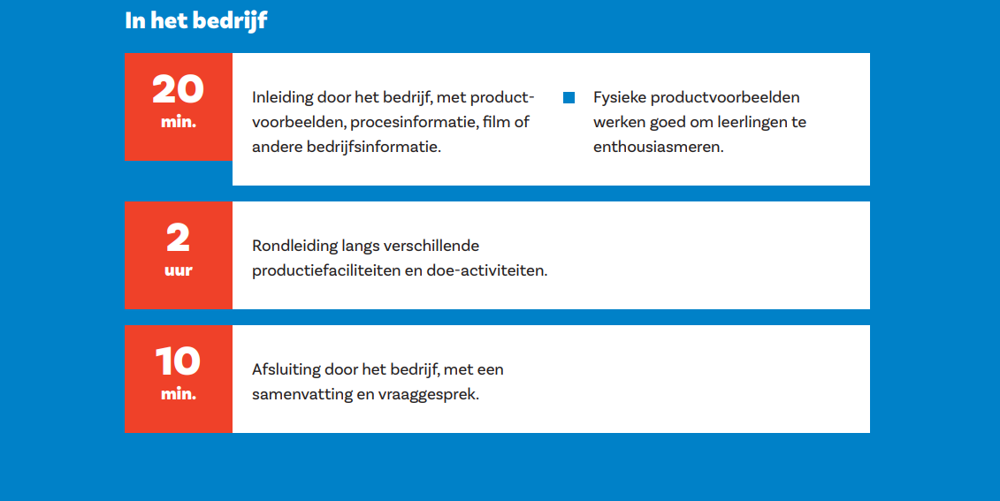 In het bedrijf
20
min.
Inleiding door het bedrijf, met product-
voorbeelden, procesinformatie, film of
andere bedrijfsinformatie.
Fysieke productvoorbeelden
werken goed om leerlingen te
enthousiasmeren.
2
uur
Rondleiding langs verschillende
productiefaciliteiten en doe-activiteiten.
10
min.
Afsluiting door het bedrijf, met een
samenvatting en vraaggesprek.